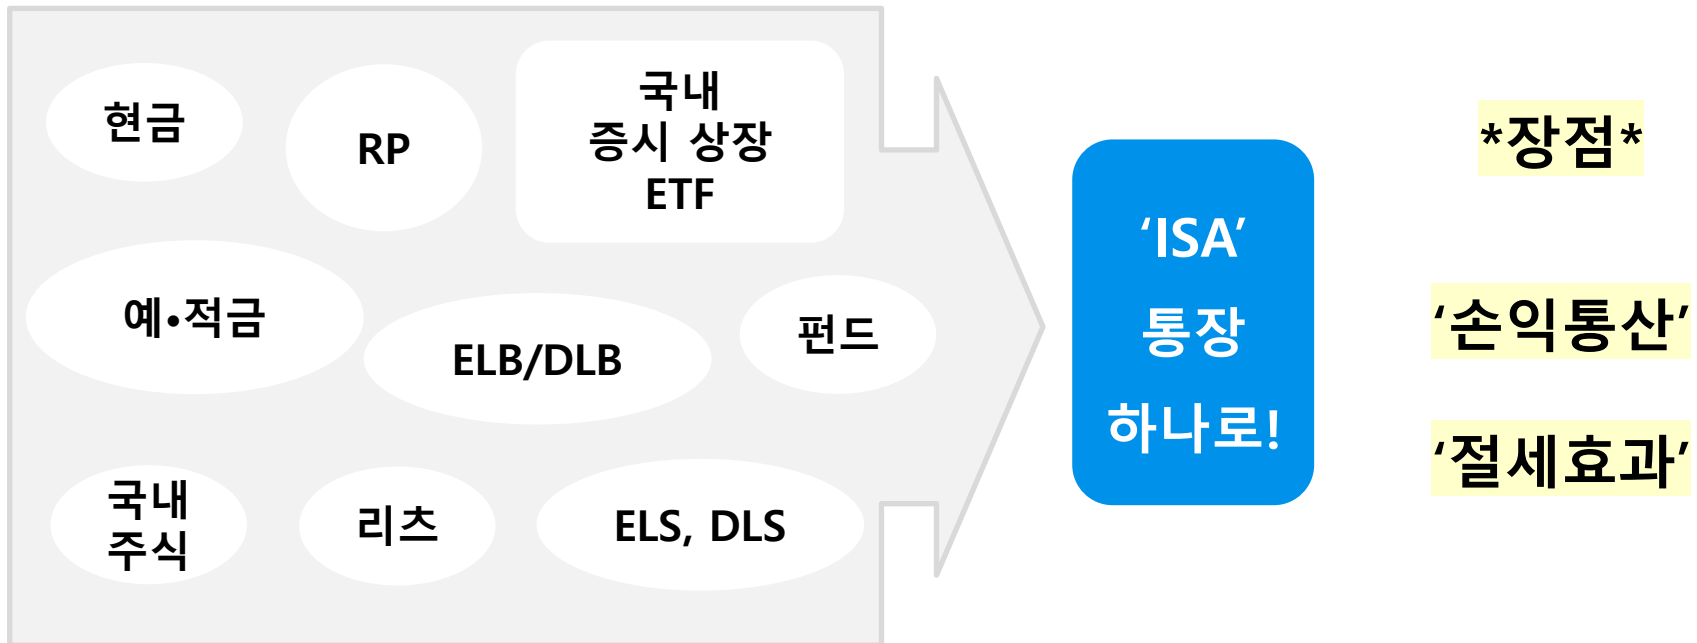 현금
RP
국내
증시 상장
ETF
예•적금
ELB/DLB
펀드
국내
주식
리츠
ELS, DLS
‘ISA’
통장
하나로!
*장점*
‘손익통산’
‘절세효과’